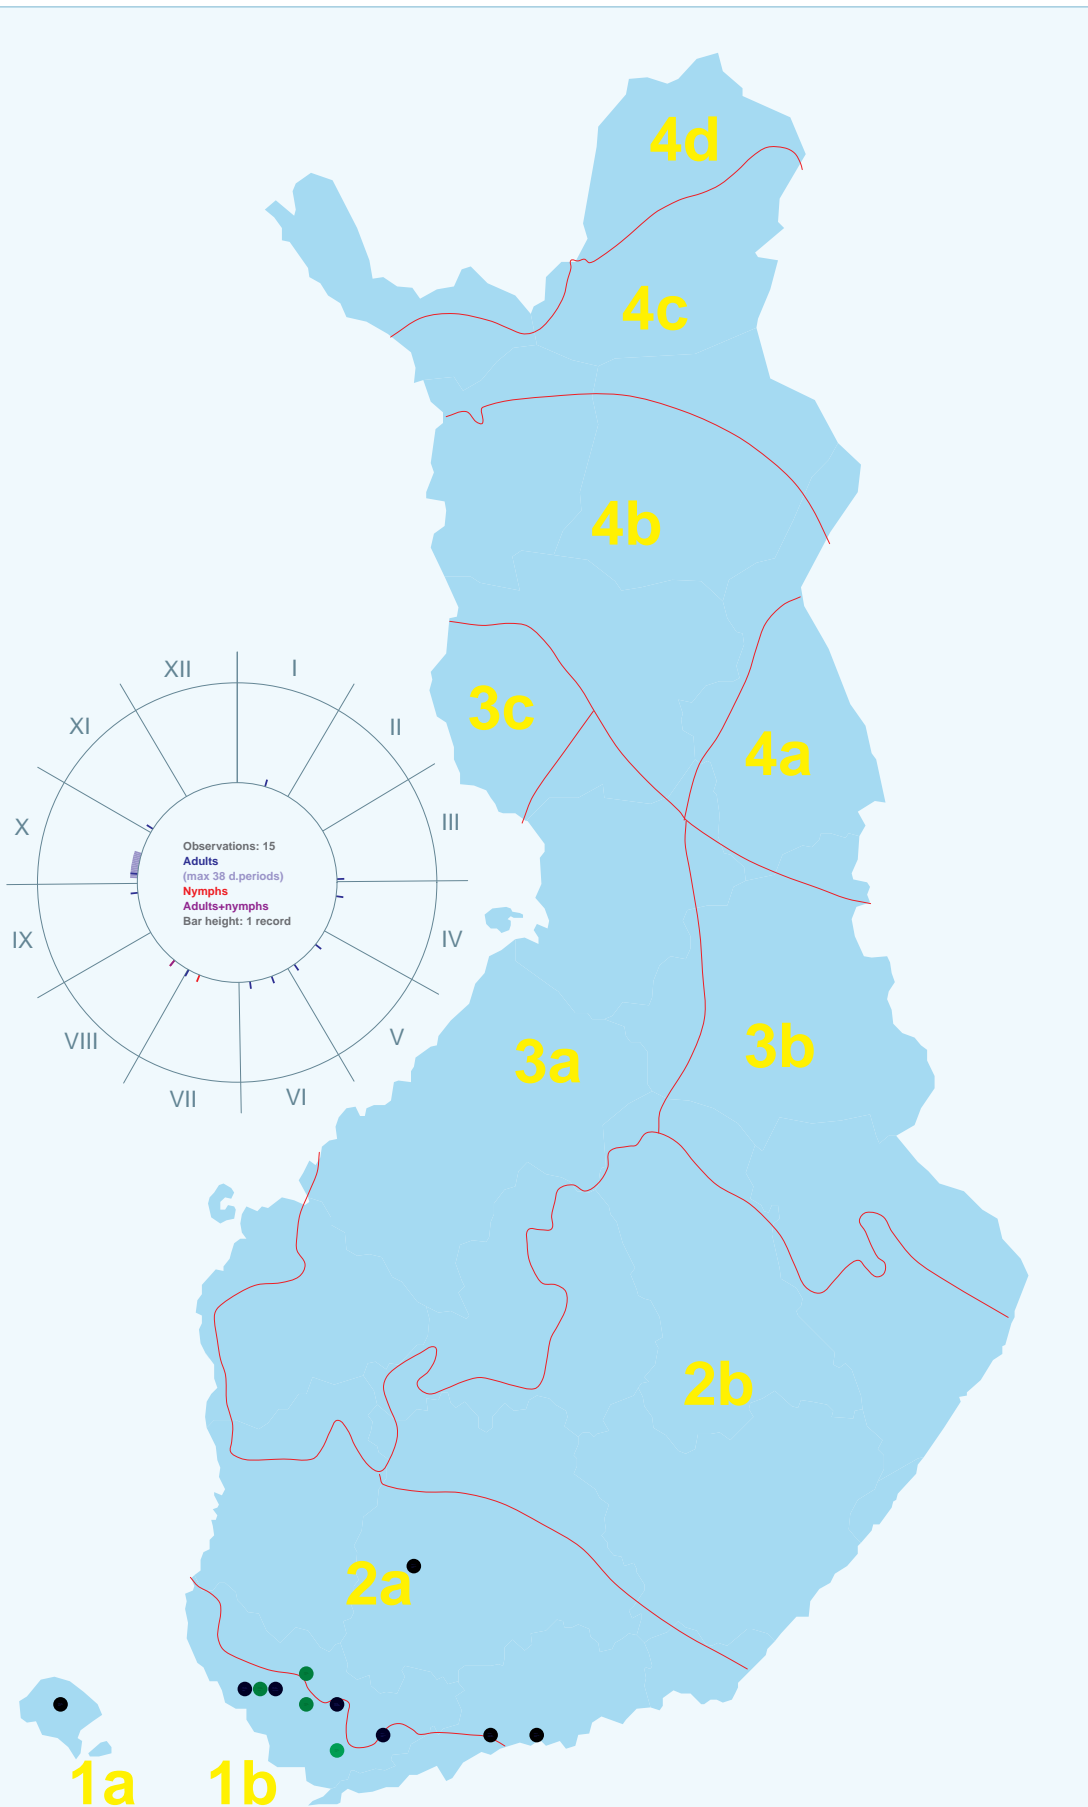 4d
4c
4b
3c
4a
XII
I
XI
II
X
III
Observations: 15
Adults
(max 38 d.periods)
Nymphs
Adults+nymphs
Bar height: 1 record
IX
IV
VIII
V
VII
VI
3a
3b
2b
2a
1a
1b